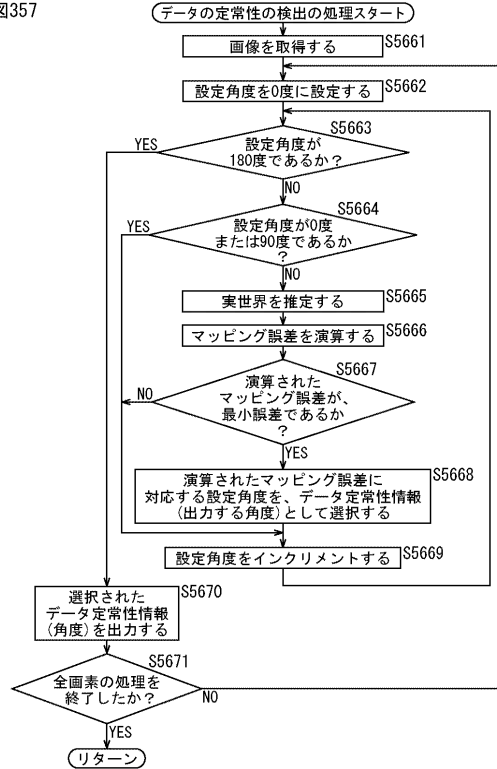 図357
データの定常性の検出の処理スタート
画像を取得する
S5661
設定角度を0度に設定する
S5662
S5663
YES
設定角度が
180度であるか？
NO
S5664
YES
設定角度が0度
または90度であるか
？
NO
実世界を推定する
S5665
マッピング誤差を演算する
S5666
S5667
演算された
マッピング誤差が、
最小誤差であるか
？
NO
YES
演算されたマッピング誤差に
対応する設定角度を、データ定常性情報
(出力する角度)として選択する
S5668
設定角度をインクリメントする
S5669
選択された
データ定常性情報
(角度)を出力する
S5670
S5671
全画素の処理を
終了したか？
NO
YES
リターン